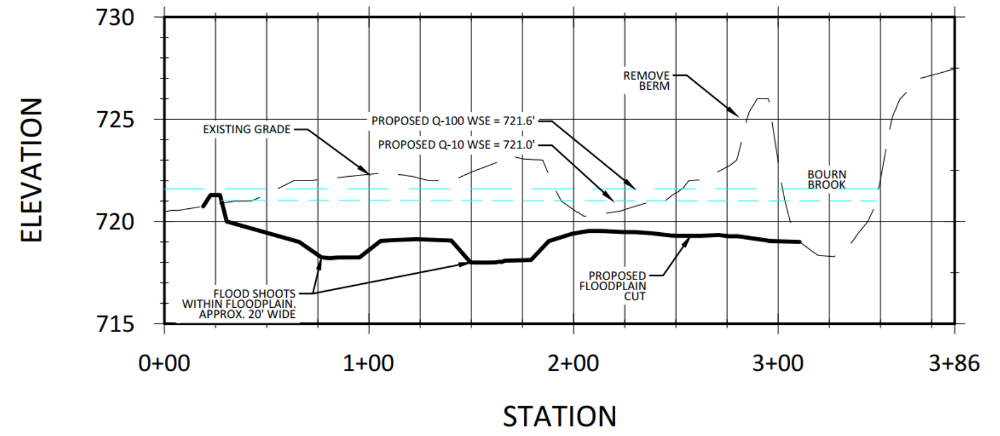 730
REMOVE
BERM
725
PROPOSED Q-100 WSE = 721.6'
EXISTING GRADE
PROPOSED Q-10 WSE = 721.0'
BOURN
BROOK
ELEVATION
720
PROPOSED
FLOODPLAIN
CUT
FLOOD SHOOTS
WITHIN FLOODPLAIN.
APPROX. 20' WIDE
715
0+00 1+00 2+00 3+00 3+86
STATION